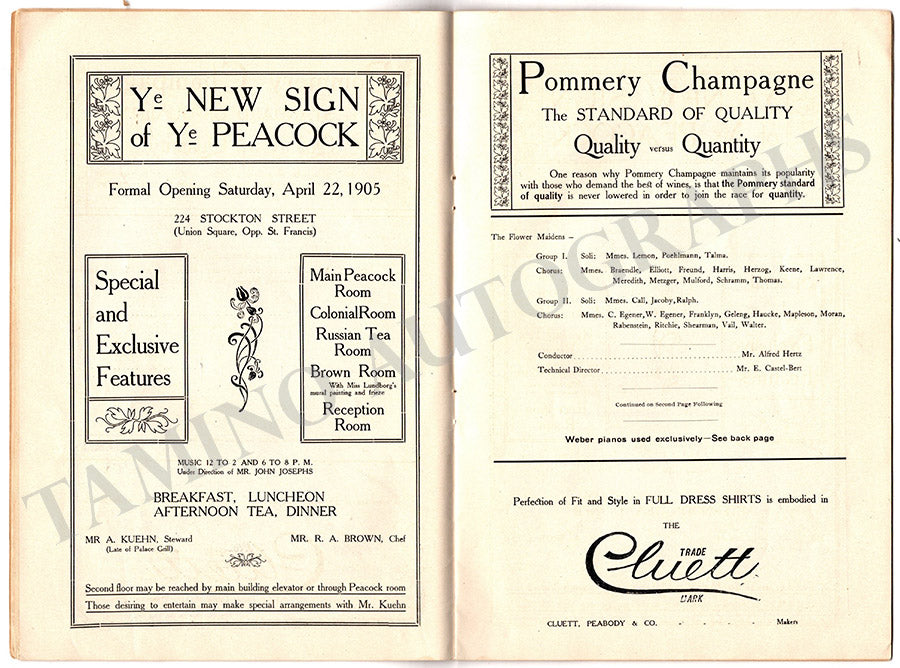 Ye NEW SIGN
of Ye PEACOCK
Formal Opening Saturday, April 22, 1905
224 STOCKTON STREET
(Union Square, Opp. St. Francis)
Special
and
Exclusive
Features
Main Peacock
Room
Colonial Room
Russian Tea
Room
Brown Room
With Miss Lundborg's
mural painting and frieze
Reception
Room
MUSIC 12 TO 2 AND 6 TO 8 P. M.
Under Direction of MR. JOHN JOSEPHS
BREAKFAST, LUNCHEON
AFTERNOON TEA, DINNER
MR A. KUEHN, Steward
(Late of Palace Grill)
MR. R. A. BROWN, Chef
Second floor may be reached by main building elevator or through Peacock room
Those desiring to entertain may make special arrangements with Mr. Kuehn
Pommery Champagne
The STANDARD OF QUALITY
Quality versus Quantity
One reason why Pommery Champagne maintains its popularity
with those who demand the best of wines, is that the Pommery standard
of quality is never lowered in order to join the race for quantity.
The Flower Maidens —
Group I. Soli: Mmes. Lemon, Poehlmann, Talma.
Chorus: Mmes. Braendle, Elliott, Freund, Harris, Herzog, Keene, Lawrence,
Meredith, Metzger, Mulford, Schramm, Thomas.
Group II. Soli: Mmes. Call, Jacoby, Ralph.
Chorus: Mmes. C. Egener, W. Egener, Franklyn, Geleng, Haucke, Mapleson, Moran,
Rabenstein, Ritchie, Shearman, Vail, Walter.
Conductor ........ Mr. Alfred Hertz
Technical Director ........ Mr. E. Castel-Bert
Continued on Second Page Following
Weber pianos used exclusively—See back page
Perfection of Fit and Style in FULL DRESS SHIRTS is embodied in
THE
Cluett
TRADE
MARK
CLUETT, PEABODY & CO. - - - - Makers
TAMINO AUTOGRAPHS